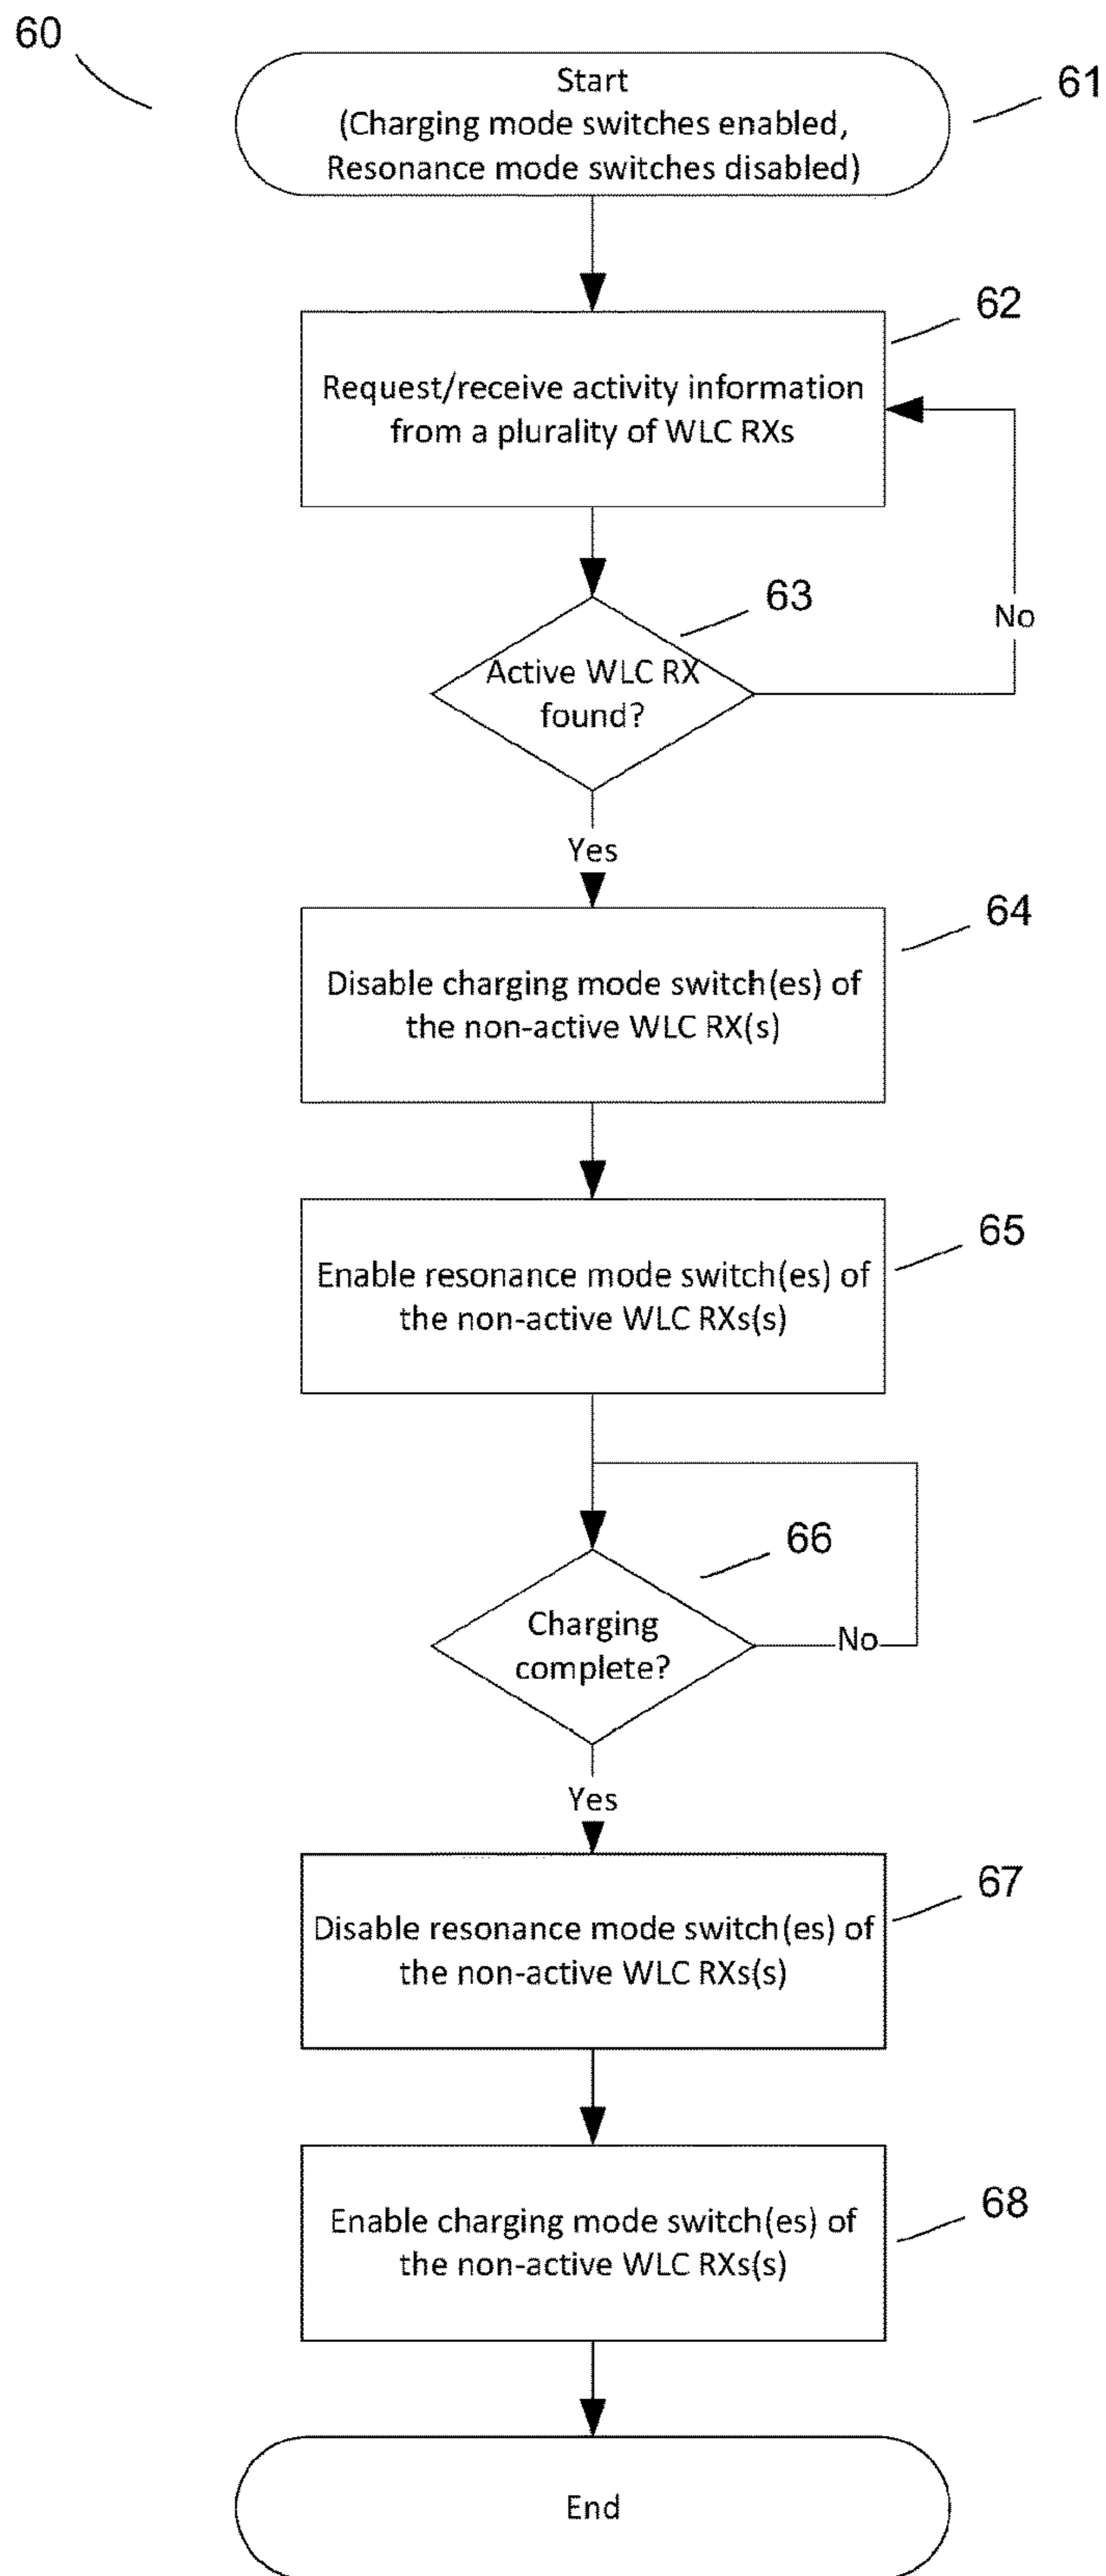 60
Start
(Charging mode switches enabled,
Resonance mode switches disabled)
61
62
Request/receive activity information
from a plurality of WLC RXs
63
Active WLC RX
found?
No
Yes
64
Disable charging mode switch(es) of
the non-active WLC RX(s)
65
Enable resonance mode switch(es) of
the non-active WLC RXs(s)
66
Charging
complete?
No
Yes
67
Disable resonance mode switch(es) of
the non-active WLC RXs(s)
68
Enable charging mode switch(es) of
the non-active WLC RXs(s)
End